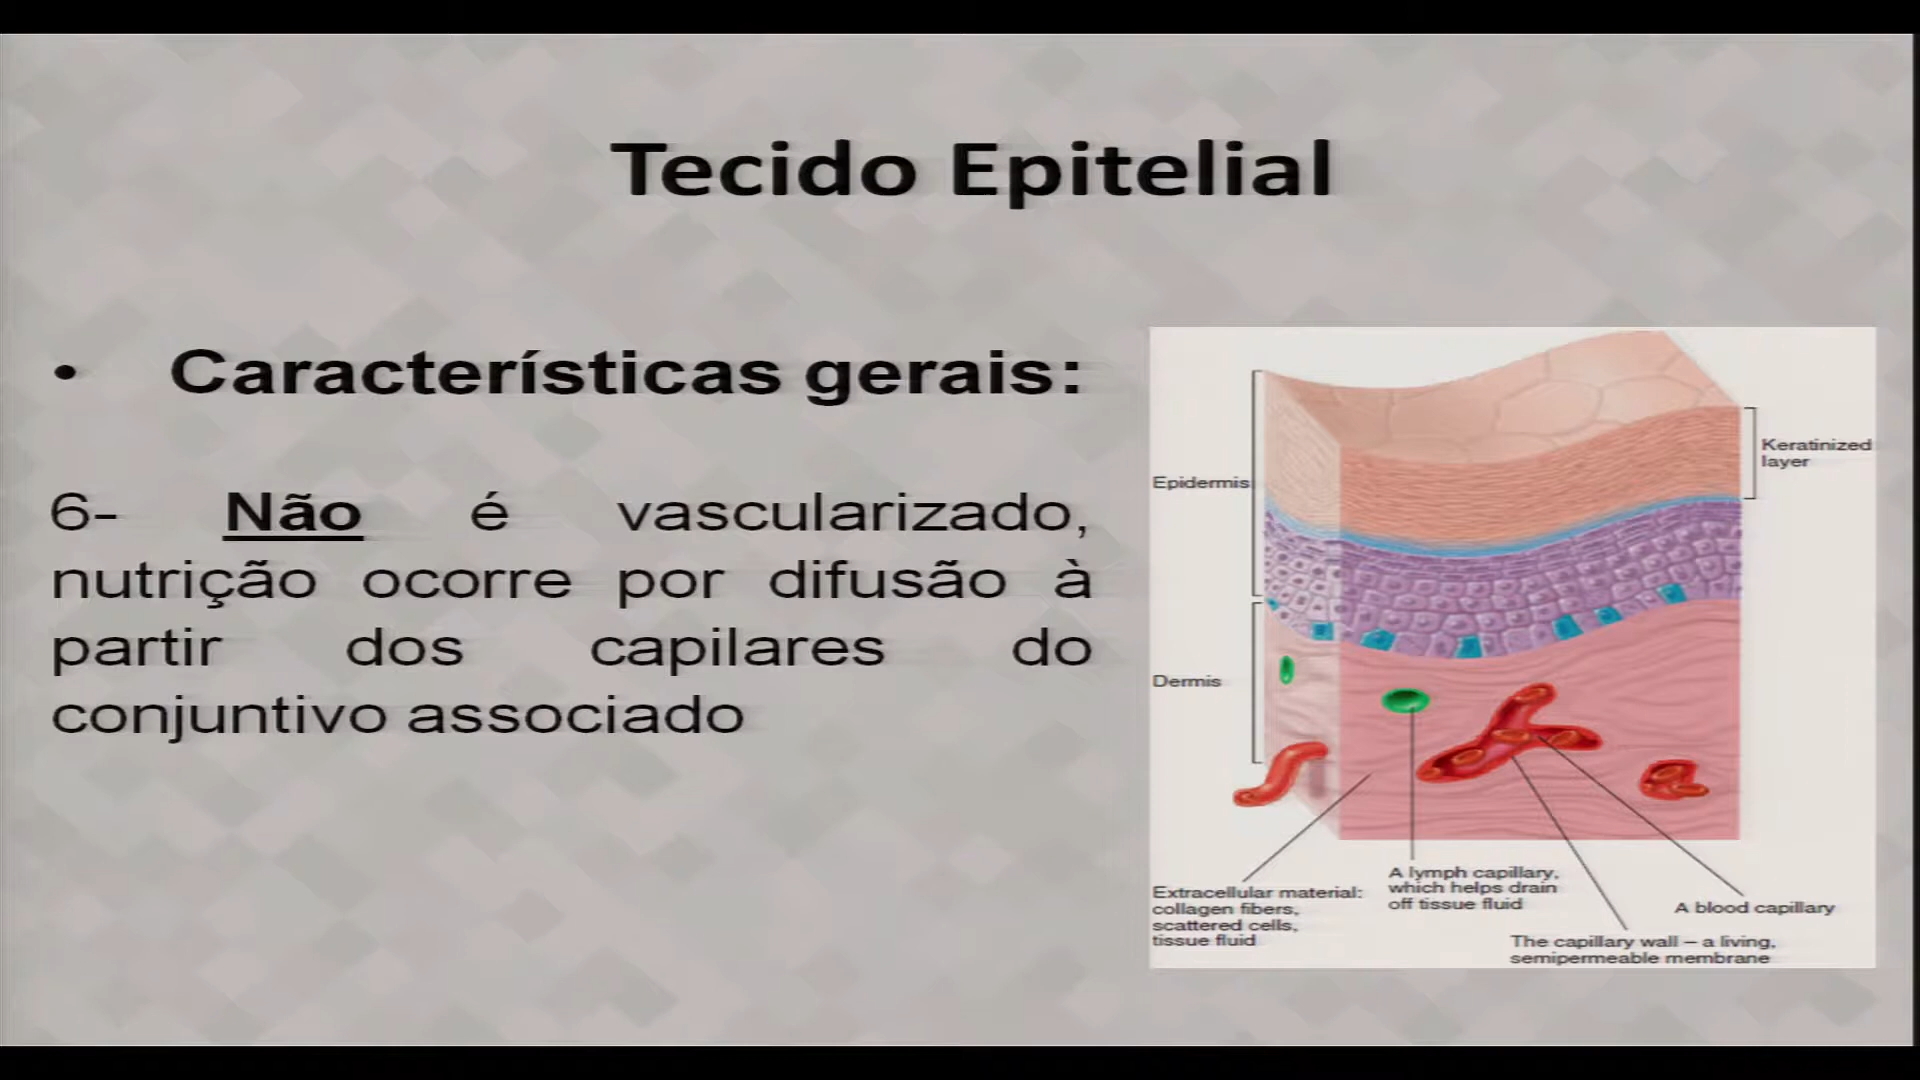 Tecido Epitelial
• Características gerais:
6- Não é vascularizado,
nutrição ocorre por difusão à
partir dos capilares do
conjuntivo associado
Epidermis
Keratinized
layer
Dermis
Extracellular material:
collagen fibers,
scattered cells,
tissue fluid
A lymph capillary,
which helps drain
off tissue fluid
A blood capillary
The capillary wall – a living,
semipermeable membrane